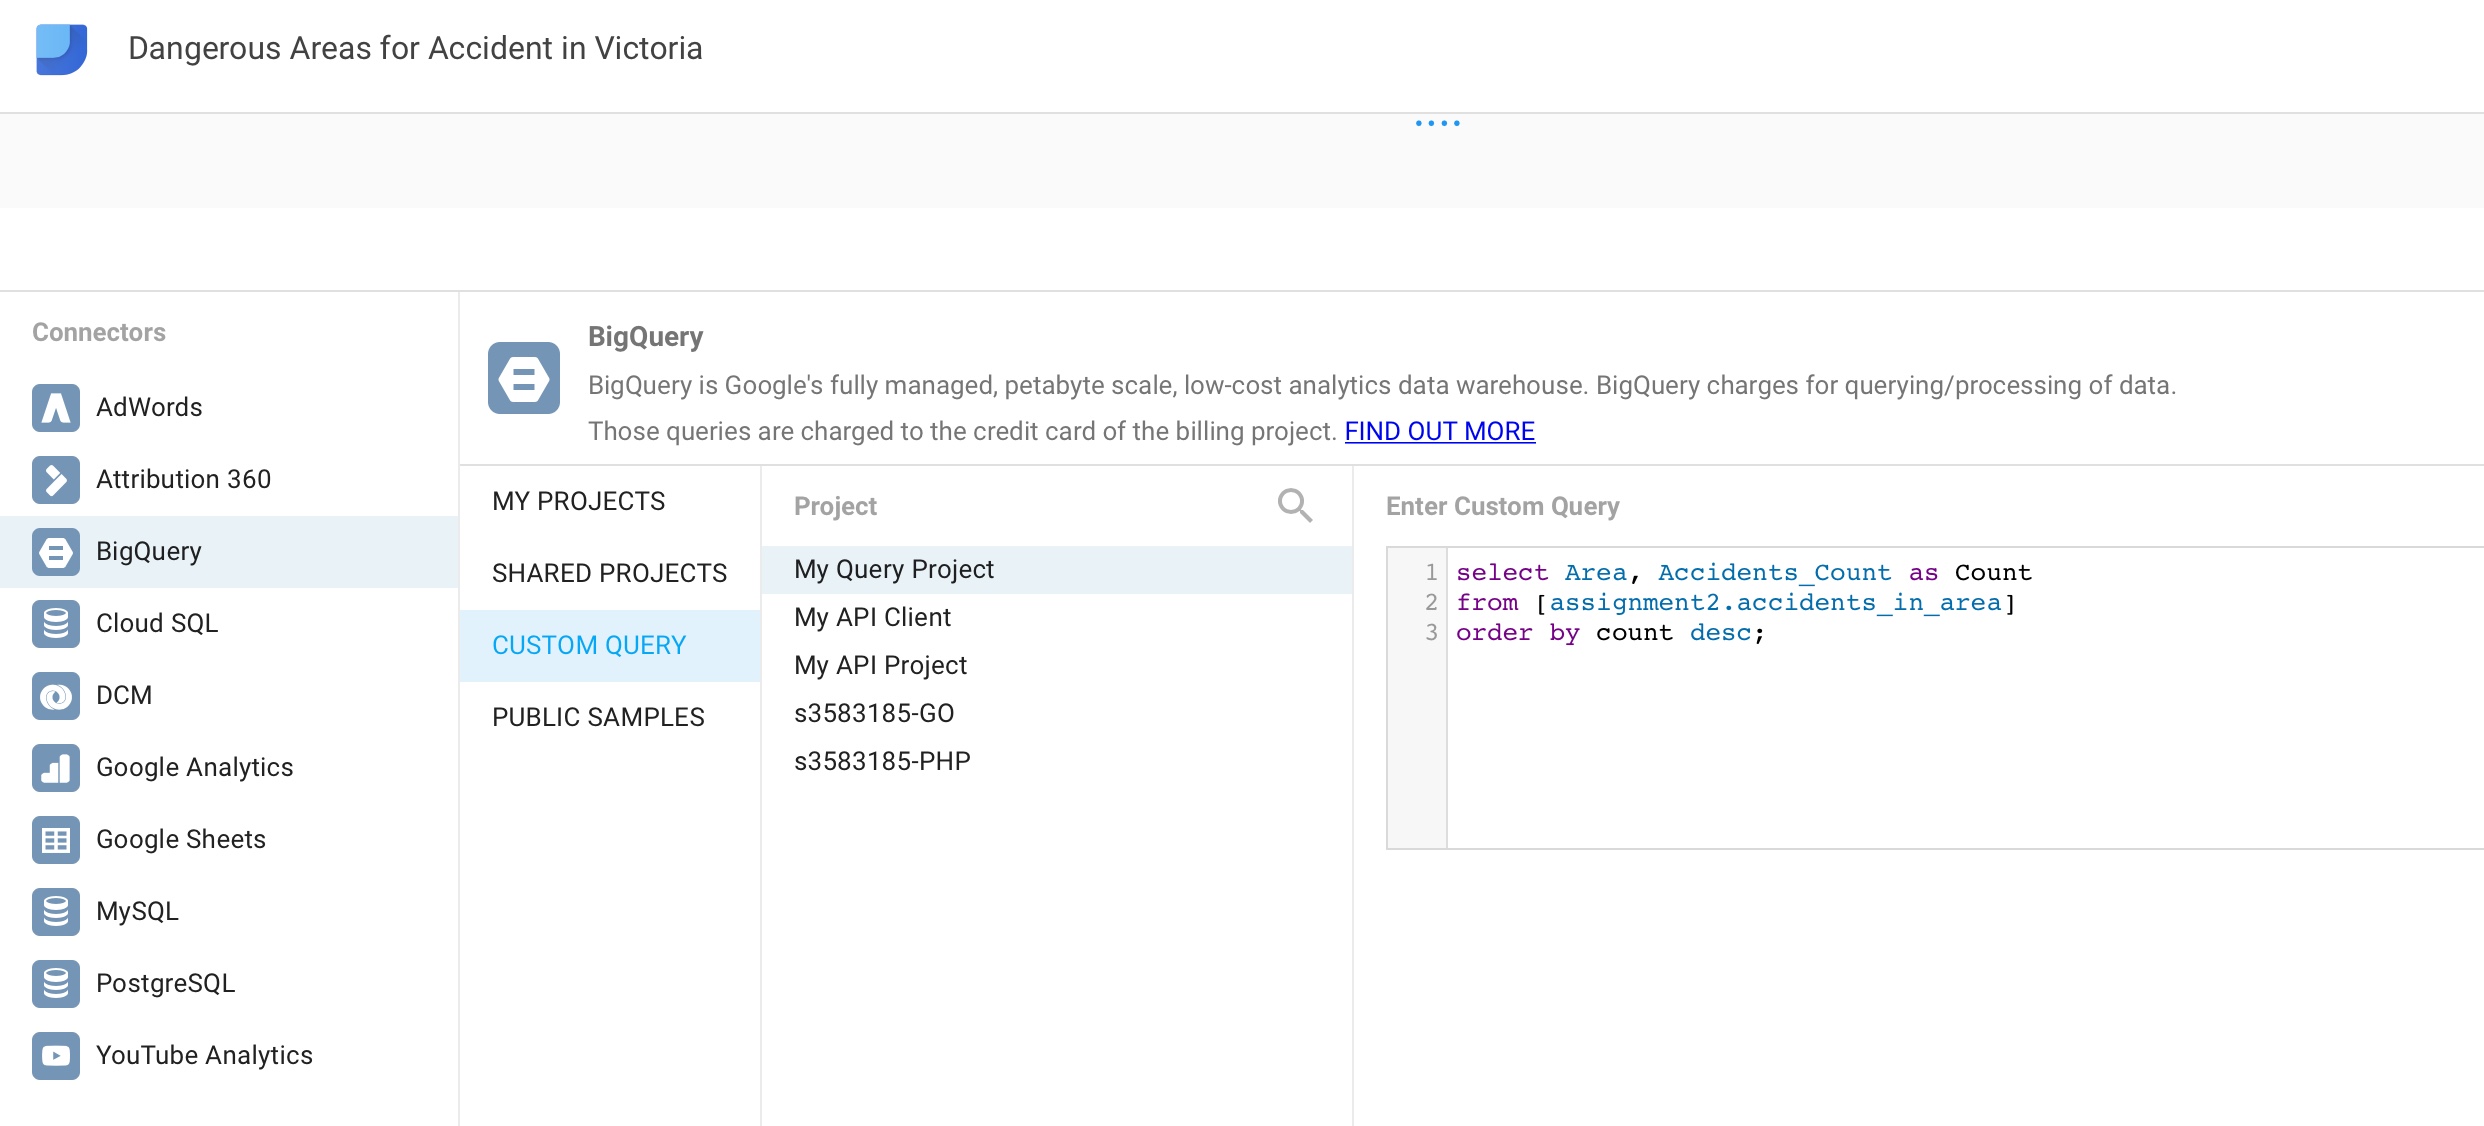 Dangerous Areas for Accident in Victoria
Connectors
AdWords
Attribution 360
BigQuery
Cloud SQL
DCM
Google Analytics
Google Sheets
MySQL
PostgreSQL
YouTube Analytics
BigQuery
BigQuery is Google's fully managed, petabyte scale, low-cost analytics data warehouse. BigQuery charges for querying/processing of data.
Those queries are charged to the credit card of the billing project. FIND OUT MORE
MY PROJECTS
SHARED PROJECTS
CUSTOM QUERY
PUBLIC SAMPLES
Project
My Query Project
My API Client
My API Project
s3583185-GO
s3583185-PHP
Enter Custom Query
1 select Area, Accidents_Count as Count
2 from [assignment2.accidents_in_area]
3 order by count desc;